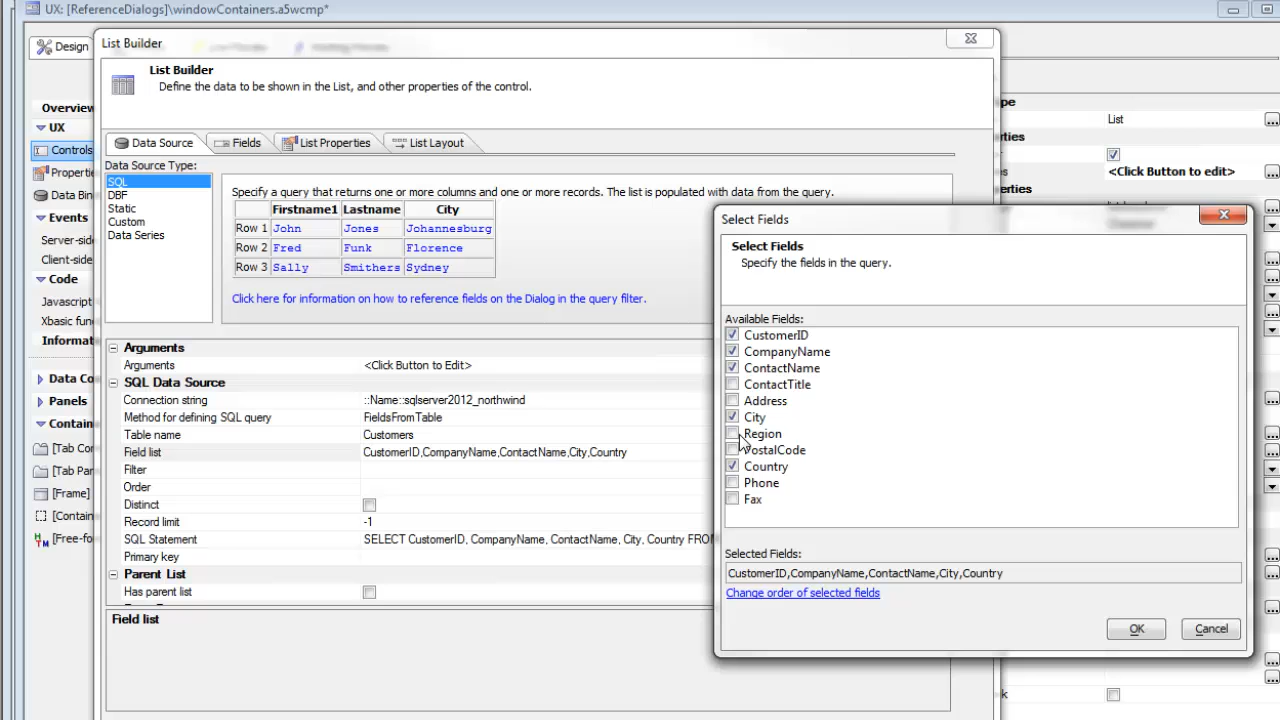 UX: [ReferenceDialogs]\windowContainers.a5wcmp*
Design
Overview
UX
Controls
Data Bin
Events
Server-side
Client-side
Code
Javascript
Xbasic func
Data Co
Panels
Contain
[Tab Con
[Tab Pan
[Frame]
[Contain
[Free-fo
List Builder
List Builder
Define the data to be shown in the List, and other properties of the control.
Data Source
Fields
List Properties
List Layout
Data Source Type:
SQL
DBF
Static
Custom
Data Series
Specify a query that returns one or more columns and one or more records. The list is populated with data from the query.
Firstname1 Lastname City
Row 1 John Jones Johannesburg
Row 2 Fred Funk Florence
Row 3 Sally Smithers Sydney
Click here for information on how to reference fields on the Dialog in the query filter.
Arguments
Arguments <Click Button to Edit>
SQL Data Source
Connection string ::Name::sqlserver2012_northwind
Method for defining SQL query FieldsFromTable
Table name Customers
Field list CustomerID,CompanyName,ContactName,City,Country
Filter
Order
Distinct
Record limit -1
SQL Statement SELECT CustomerID, CompanyName, ContactName, City, Country FROM
Primary key
Parent List
Has parent list
Field list
List
<Click Button to edit>
Select Fields
Select Fields
Specify the fields in the query.
Available Fields:
CustomerID
CompanyName
ContactName
ContactTitle
Address
City
Region
PostalCode
Country
Phone
Fax
Selected Fields:
CustomerID,CompanyName,ContactName,City,Country
Change order of selected fields
OK
Cancel